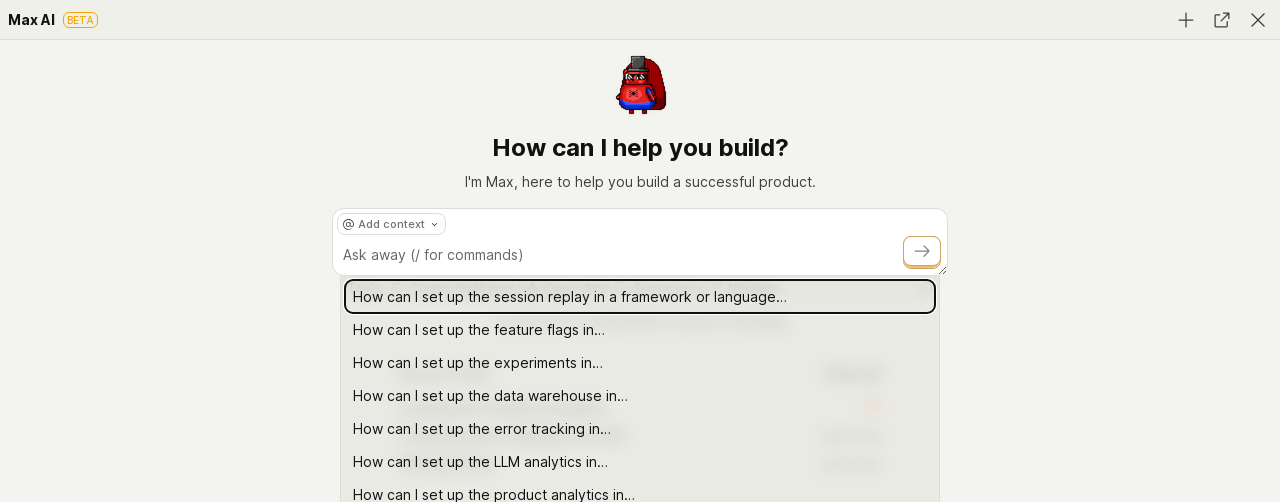 Max AI BETA
How can I help you build?
I'm Max, here to help you build a successful product.
@ Add context
Ask away (/ for commands)
How can I set up the session replay in a framework or language…
How can I set up the feature flags in…
How can I set up the experiments in…
How can I set up the data warehouse in…
How can I set up the error tracking in…
How can I set up the LLM analytics in…
How can I set up the product analytics in…